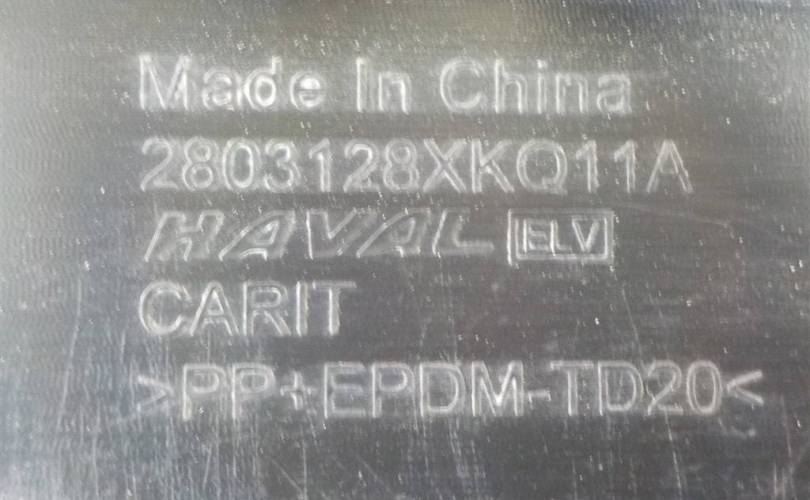 Made In China
2803128XKQ11A
HAVAL ELV
CARIT
>PP+EPDM-TD20<